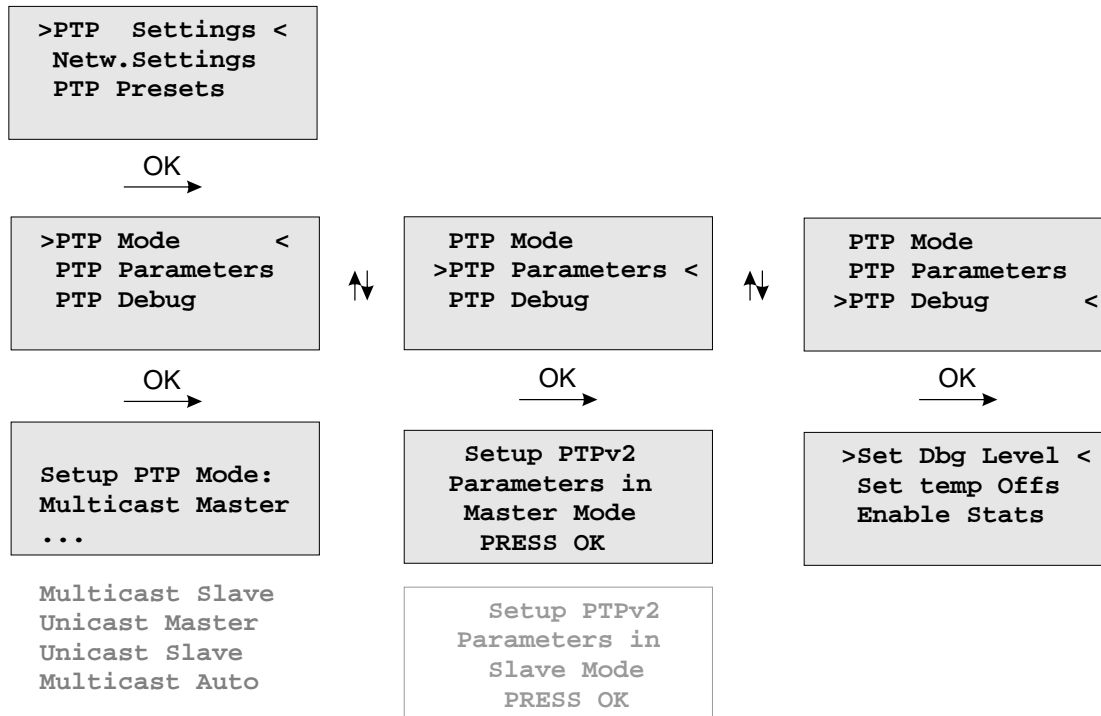 >PTP  Settings <
Netw.Settings
PTP Presets
OK
>PTP Mode      <
PTP Parameters
PTP Debug
PTP Mode
>PTP Parameters <
PTP Debug
PTP Mode
PTP Parameters
>PTP Debug      <
OK
OK
OK
Setup PTP Mode:
Multicast Master
...
Multicast Slave
Unicast Master
Unicast Slave
Multicast Auto
Setup PTPv2
Parameters in
Master Mode
PRESS OK
Setup PTPv2
Parameters in
Slave Mode
PRESS OK
>Set Dbg Level <
Set temp Offs
Enable Stats